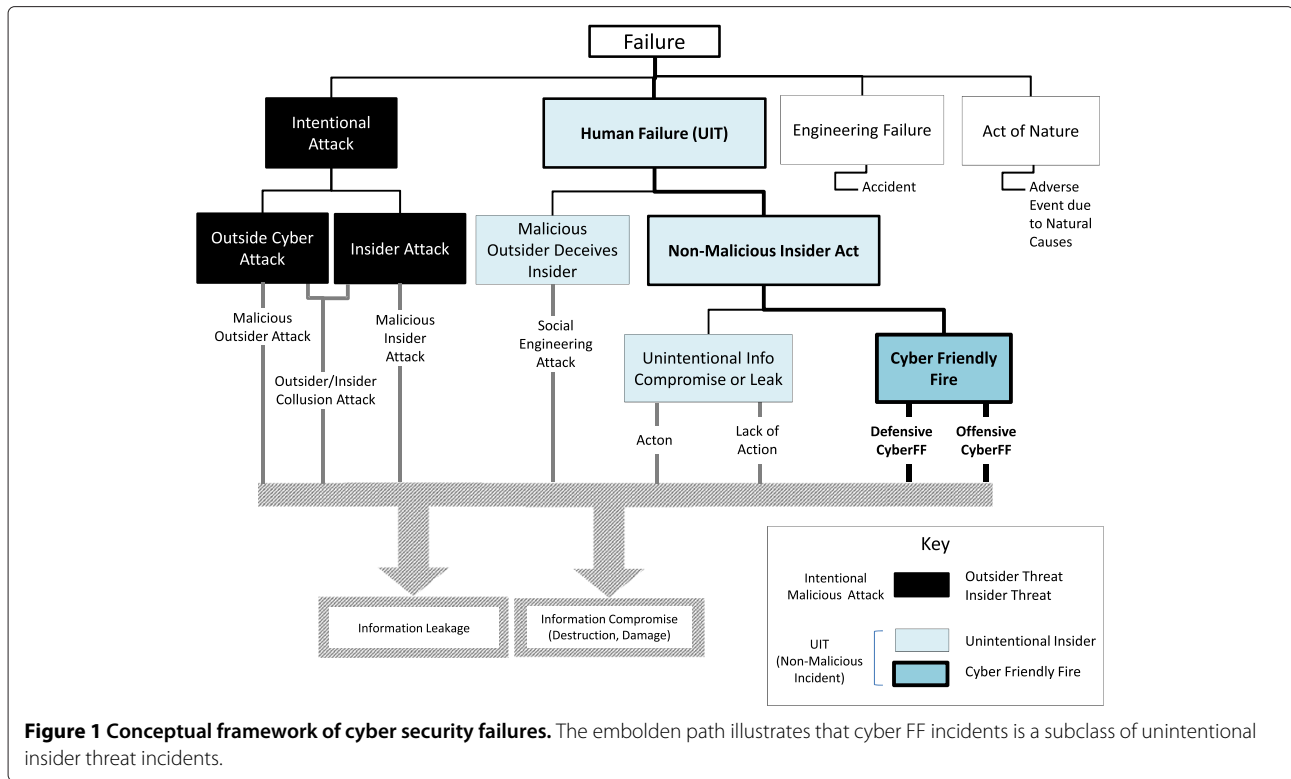 Failure
Intentional
Attack
Human Failure (UIT)
Engineering Failure
Act of Nature
Accident
Adverse
Event due
to Natural
Causes
Outside Cyber
Attack
Insider Attack
Malicious
Outsider Deceives
Insider
Non-Malicious Insider Act
Malicious
Outsider Attack
Malicious
Insider
Attack
Outsider/Insider
Collusion Attack
Social
Engineering
Attack
Unintentional Info
Compromise or Leak
Cyber Friendly
Fire
Acton
Lack of
Action
Defensive
CyberFF
Offensive
CyberFF
Information Leakage
Information Compromise
(Destruction, Damage)
Key
Intentional
Malicious Attack
Outsider Threat
Insider Threat
UIT
(Non-Malicious
Incident)
Unintentional Insider
Cyber Friendly Fire
Figure 1 Conceptual framework of cyber security failures. The embolden path illustrates that cyber FF incidents is a subclass of unintentional
insider threat incidents.